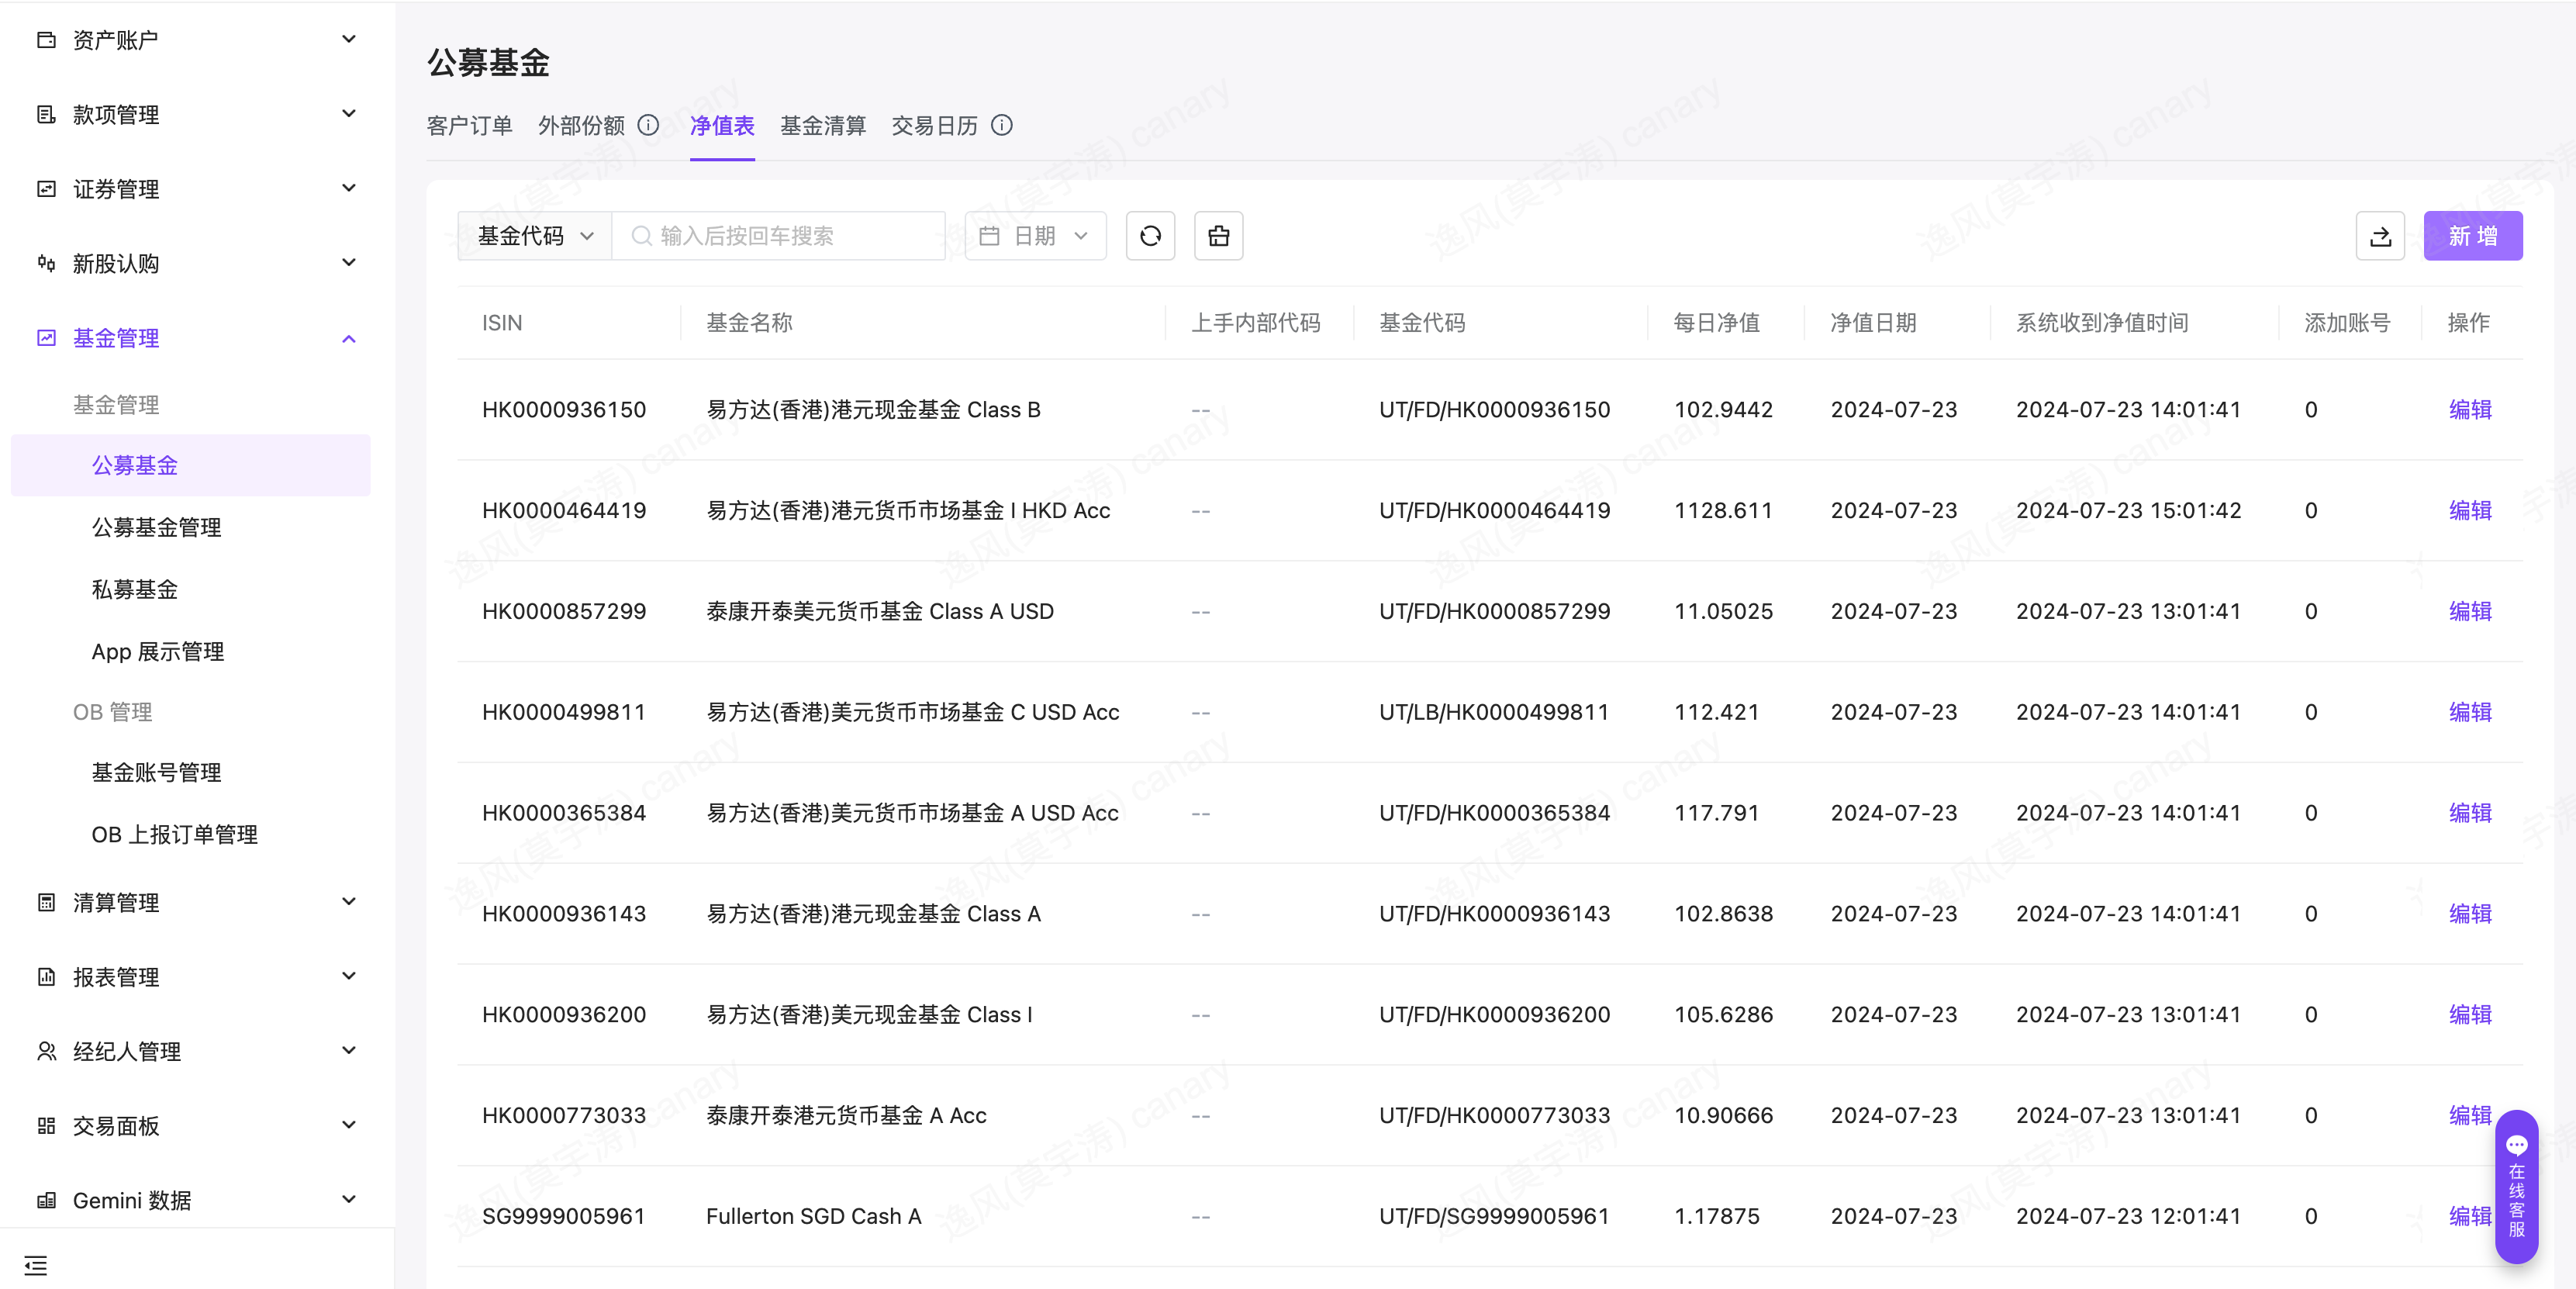 资产账户
款项管理
证券管理
新股认购
基金管理
基金管理
公募基金
公募基金管理
私募基金
App 展示管理
OB 管理
基金账号管理
OB 上报订单管理
清算管理
报表管理
经纪人管理
交易面板
Gemini 数据
公募基金
客户订单 外部份额 净值表 基金清算 交易日历
基金代码 输入后按回车搜索 日期 新增
ISIN 基金名称 上手内部代码 基金代码 每日净值 净值日期 系统收到净值时间 添加账号 操作
HK0000936150 易方达(香港)港元现金基金 Class B -- UT/FD/HK0000936150 102.9442 2024-07-23 2024-07-23 14:01:41 0 编辑
HK0000464419 易方达(香港)港元货币市场基金 I HKD Acc -- UT/FD/HK0000464419 1128.611 2024-07-23 2024-07-23 15:01:42 0 编辑
HK0000857299 泰康开泰美元货币基金 Class A USD -- UT/FD/HK0000857299 11.05025 2024-07-23 2024-07-23 13:01:41 0 编辑
HK0000499811 易方达(香港)美元货币市场基金 C USD Acc -- UT/LB/HK0000499811 112.421 2024-07-23 2024-07-23 14:01:41 0 编辑
HK0000365384 易方达(香港)美元货币市场基金 A USD Acc -- UT/FD/HK0000365384 117.791 2024-07-23 2024-07-23 14:01:41 0 编辑
HK0000936143 易方达(香港)港元现金基金 Class A -- UT/FD/HK0000936143 102.8638 2024-07-23 2024-07-23 14:01:41 0 编辑
HK0000936200 易方达(香港)美元现金基金 Class I -- UT/FD/HK0000936200 105.6286 2024-07-23 2024-07-23 13:01:41 0 编辑
HK0000773033 泰康开泰港元货币基金 A Acc -- UT/FD/HK0000773033 10.90666 2024-07-23 2024-07-23 13:01:41 0 编辑
SG9999005961 Fullerton SGD Cash A -- UT/FD/SG9999005961 1.17875 2024-07-23 2024-07-23 12:01:41 0 编辑
在线客服
逸风(莫宇涛) canary